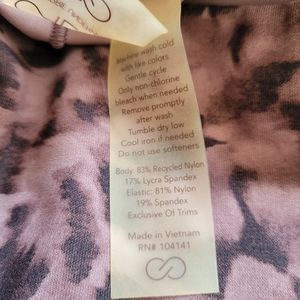 Machine wash cold
with like colors
Gentle cycle
Only non-chlorine
bleach when needed
Remove promptly
after wash
Tumble dry low
Cool iron if needed
Do not use softeners
Body: 83% Recycled Nylon
17% Lycra Spandex
Elastic: 81% Nylon
19% Spandex
Exclusive Of Trims
Made in Vietnam
RN# 104141